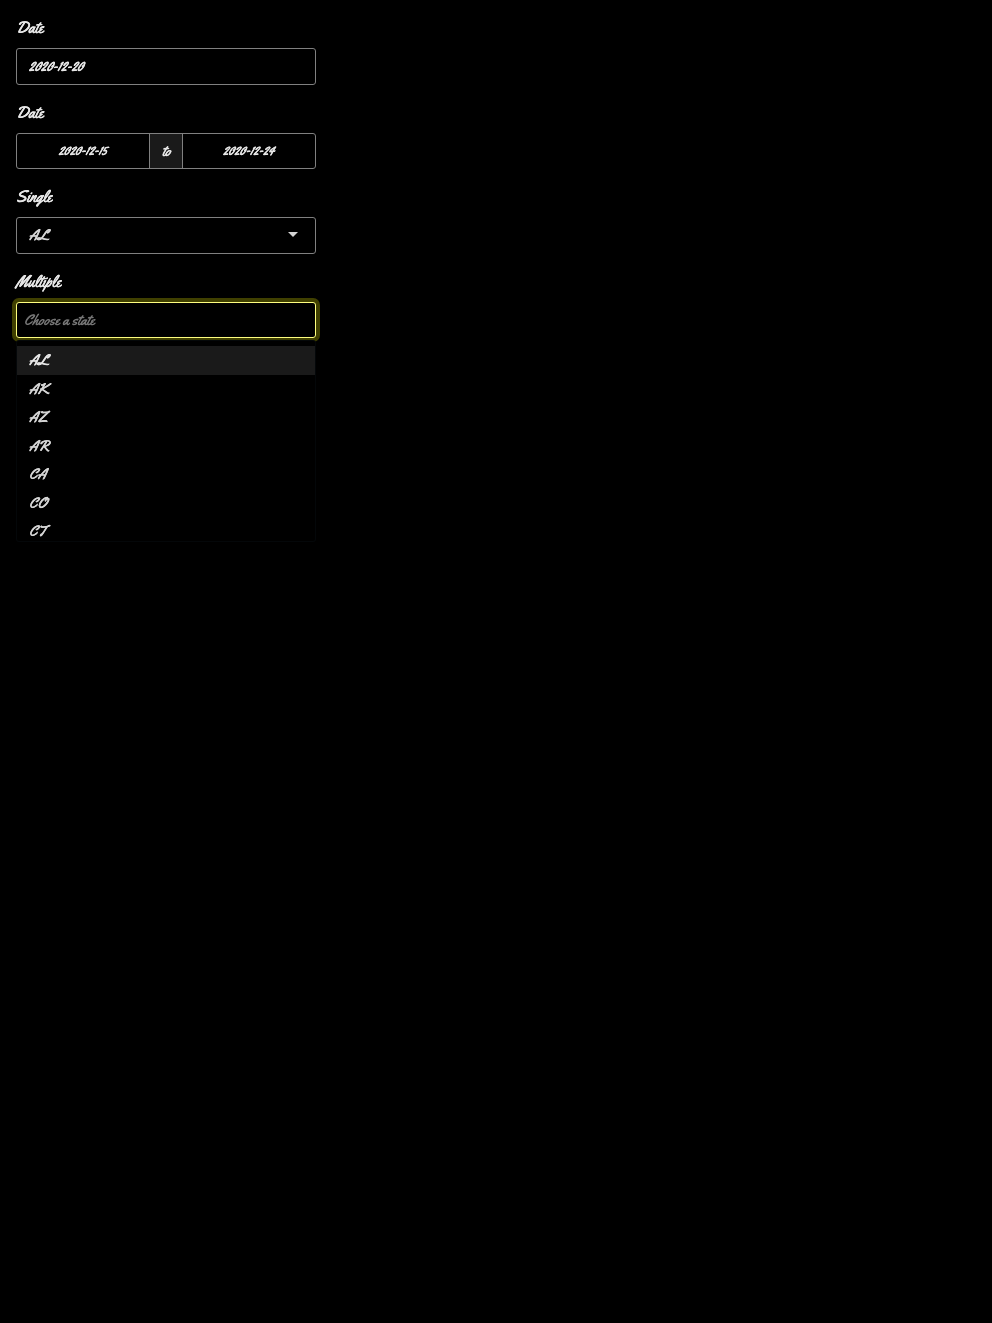 Date
2020-12-20
Date
2020-12-15 to 2020-12-24
Single
AL
Multiple
Choose a state
AL
AK
AZ
AR
CA
CO
CT